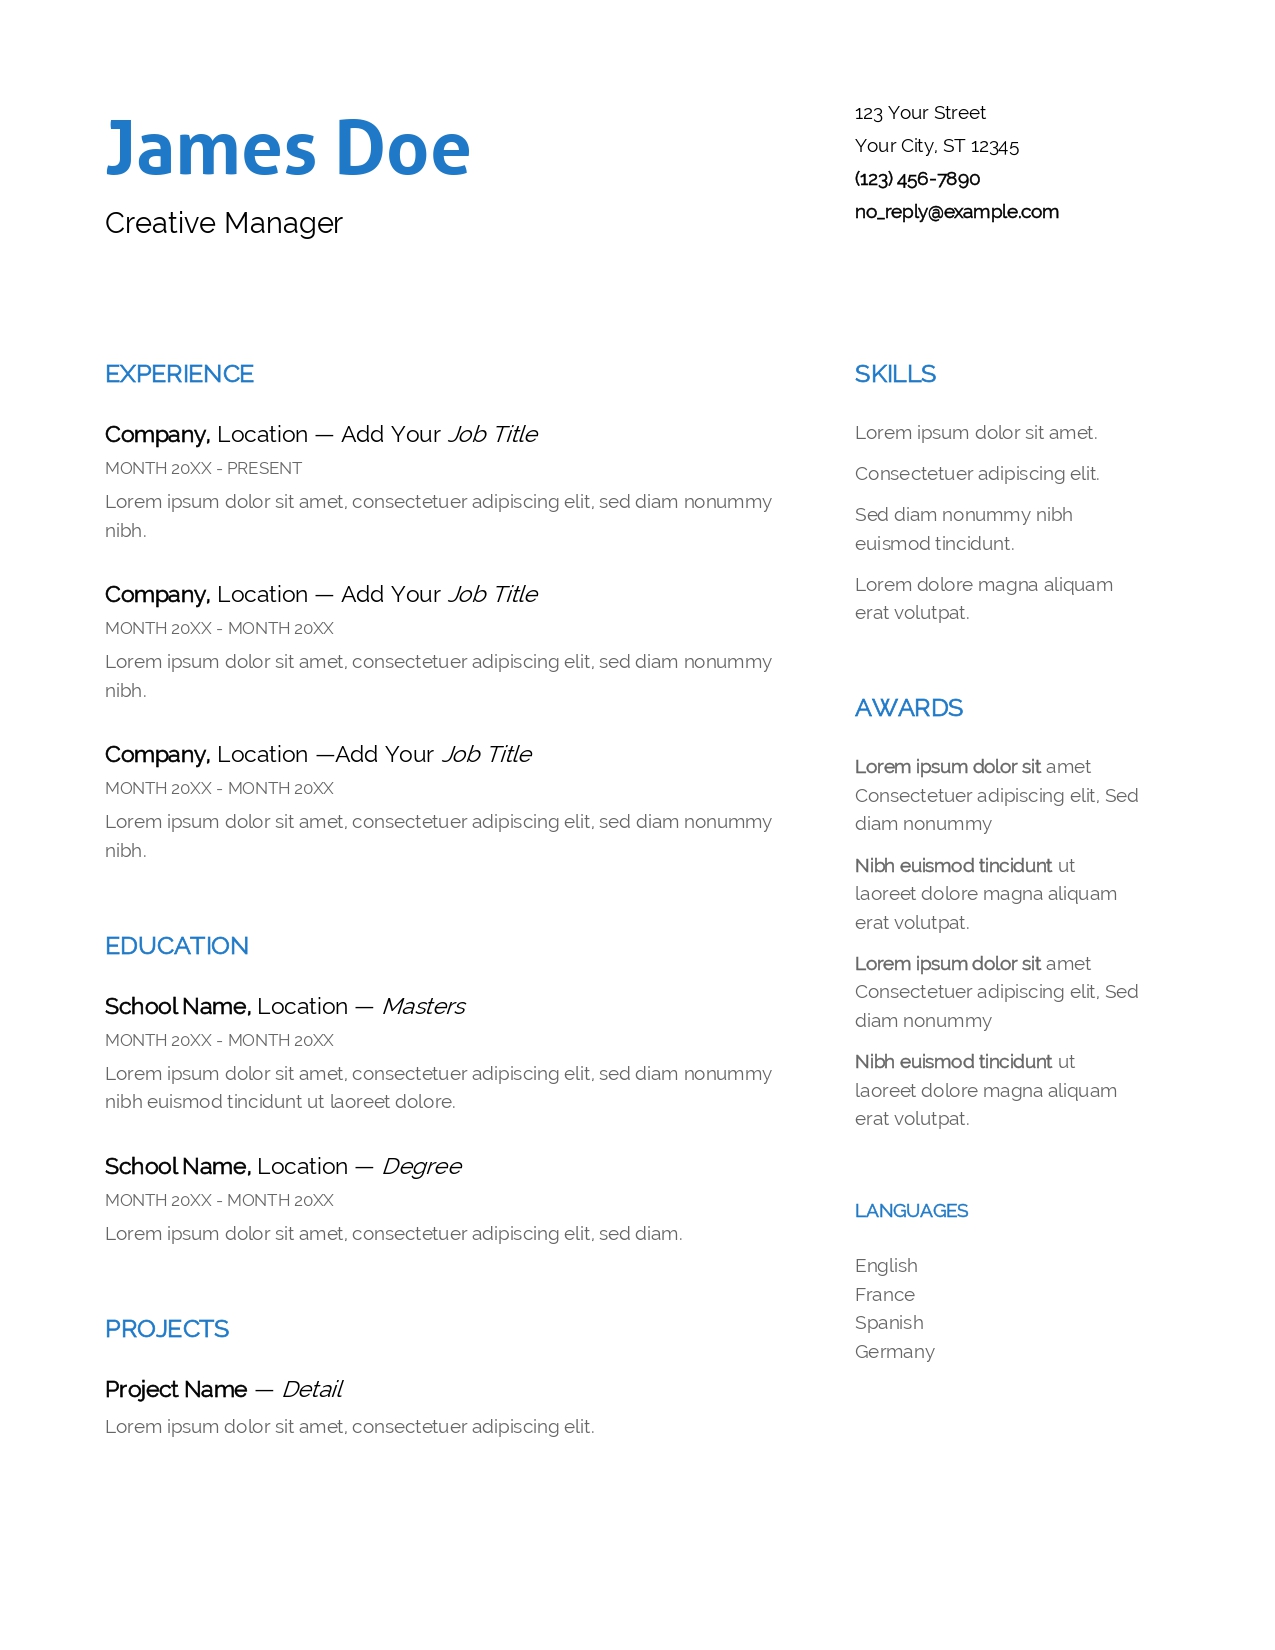 James Doe
Creative Manager
123 Your Street
Your City, ST 12345
(123) 456-7890
no_reply@example.com
EXPERIENCE
Company, Location — Add Your Job Title
MONTH 20XX - PRESENT
Lorem ipsum dolor sit amet, consectetuer adipiscing elit, sed diam nonummy
nibh.
Company, Location — Add Your Job Title
MONTH 20XX - MONTH 20XX
Lorem ipsum dolor sit amet, consectetuer adipiscing elit, sed diam nonummy
nibh.
Company, Location —Add Your Job Title
MONTH 20XX - MONTH 20XX
Lorem ipsum dolor sit amet, consectetuer adipiscing elit, sed diam nonummy
nibh.
EDUCATION
School Name, Location — Masters
MONTH 20XX - MONTH 20XX
Lorem ipsum dolor sit amet, consectetuer adipiscing elit, sed diam nonummy
nibh euismod tincidunt ut laoreet dolore.
School Name, Location — Degree
MONTH 20XX - MONTH 20XX
Lorem ipsum dolor sit amet, consectetuer adipiscing elit, sed diam.
PROJECTS
Project Name — Detail
Lorem ipsum dolor sit amet, consectetuer adipiscing elit.
SKILLS
Lorem ipsum dolor sit amet.
Consectetuer adipiscing elit.
Sed diam nonummy nibh
euismod tincidunt.
Lorem dolore magna aliquam
erat volutpat.
AWARDS
Lorem ipsum dolor sit amet
Consectetuer adipiscing elit, Sed
diam nonummy
Nibh euismod tincidunt ut
laoreet dolore magna aliquam
erat volutpat.
Lorem ipsum dolor sit amet
Consectetuer adipiscing elit, Sed
diam nonummy
Nibh euismod tincidunt ut
laoreet dolore magna aliquam
erat volutpat.
LANGUAGES
English
France
Spanish
Germany